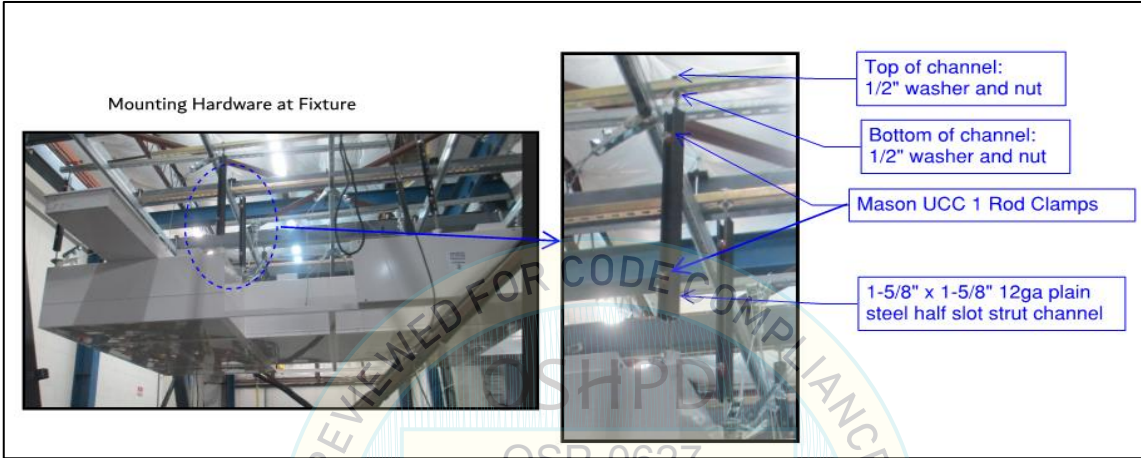 Mounting Hardware at Fixture
Top of channel:
1/2" washer and nut
Bottom of channel:
1/2" washer and nut
Mason UCC 1 Rod Clamps
1-5/8" x 1-5/8" 12ga plain
steel half slot strut channel
REVIEWED FOR CODE COMPLIANCE
OSHPD